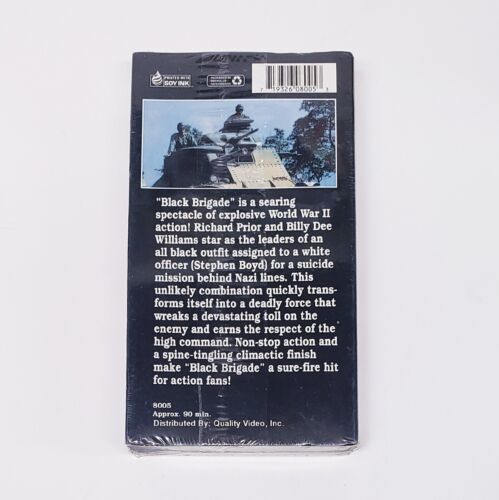 PRINTED WITH
SOY INK
7 19326 08005 3
"Black Brigade" is a searing
spectacle of explosive World War II
action! Richard Prior and Billy Dee
Williams star as the leaders of an
all black outfit assigned to a white
officer (Stephen Boyd) for a suicide
mission behind Nazi lines. This
unlikely combination quickly trans-
forms itself into a deadly force that
wreaks a devastating toll on the
enemy and earns the respect of the
high command. Non-stop action and
a spine-tingling climactic finish
make "Black Brigade" a sure-fire hit
for action fans!
8005
Approx. 90 min.
Distributed By; Quality Video, Inc.